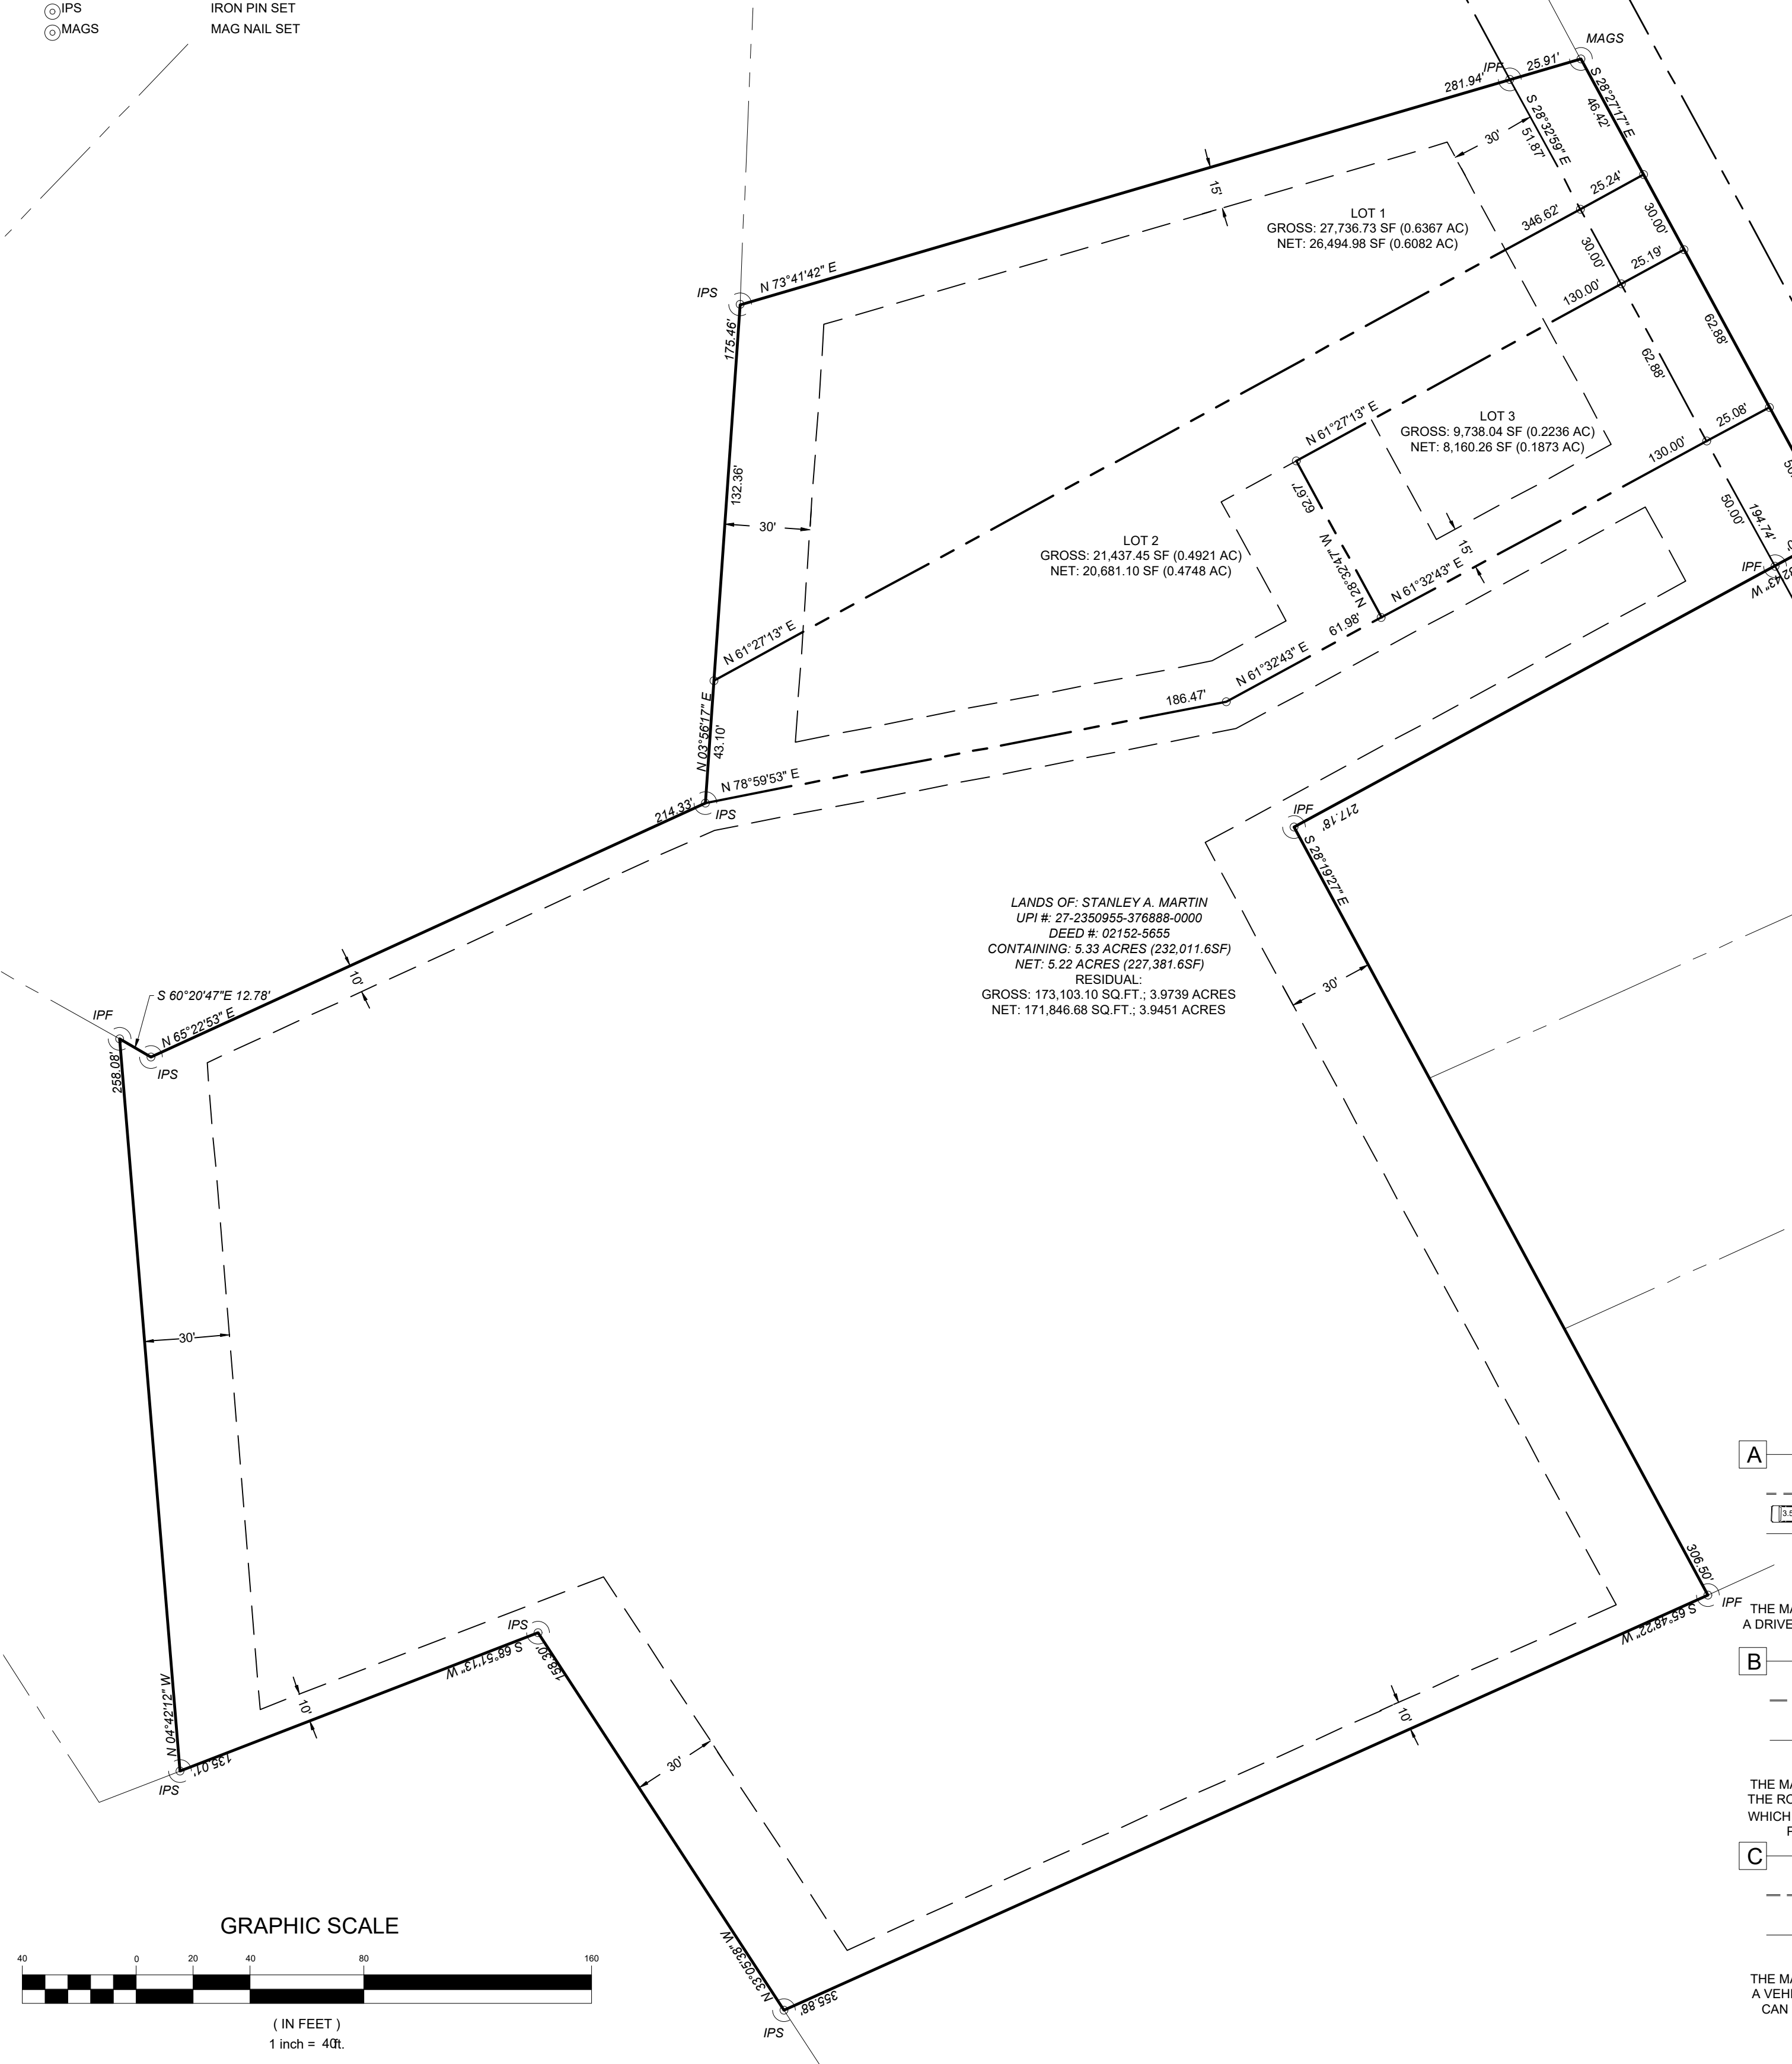 IPS IRON PIN SET
MAGS MAG NAIL SET
MAGS
IPF
25.91'
281.94'
S 28°27'17" E
46.42'
S 28°32'59" E
51.87'
30'
15'
LOT 1
GROSS: 27,736.73 SF (0.6367 AC)
NET: 26,494.98 SF (0.6082 AC)
25.24'
346.62'
30.00'
30.00'
25.19'
130.00'
IPS
N 73°41'42" E
175.46'
62.88'
62.88'
N 61°27'13" E
LOT 3
GROSS: 9,738.04 SF (0.2236 AC)
NET: 8,160.26 SF (0.1873 AC)
25.08'
130.00'
132.36'
30'
62.67'
N 28°32'47" W
LOT 2
GROSS: 21,437.45 SF (0.4921 AC)
NET: 20,681.10 SF (0.4748 AC)
15'
50.00'
194.74'
IPF
N 61°32'43" E
61.98'
N 61°27'13" E
N 61°32'43" E
186.47'
N 03°56'17" E
43.10'
N 78°59'53" E
214.33'
IPS
IPF
217.18'
S 28°19'27" E
LANDS OF: STANLEY A. MARTIN
UPI #: 27-2350955-376888-0000
DEED #: 02152-5655
CONTAINING: 5.33 ACRES (232,011.6SF)
NET: 5.22 ACRES (227,381.6SF)
RESIDUAL:
GROSS: 173,103.10 SQ.FT.; 3.9739 ACRES
NET: 171,846.68 SQ.FT.; 3.9451 ACRES
10'
30'
S 60°20'47"E 12.78'
IPF
N 65°22'53" E
IPS
258.08'
30'
A
3.5
306.50'
IPF
S 65°48'22" W
THE MA
A DRIVE
B
IPS
158.30'
S 68°51'13" W
N 04°42'12" W
10'
135.01'
IPS
30'
10'
THE MA
THE RO
WHICH
F
C
GRAPHIC SCALE
40 0 20 40 80 160
( IN FEET )
1 inch = 40ft.
N 33°05'38" W
355.88'
IPS
THE MA
A VEHI
CAN